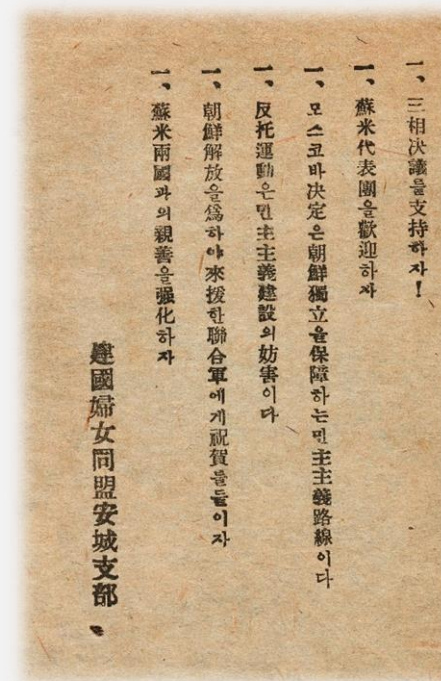 一、三相決議를支持하자!
一、蘇米代表團을歡迎하자
一、모스코바決定은朝鮮獨立을保障하는민主主義路線이다
一、反托運動은민主主義建設의妨害이다
一、朝鮮解放을爲하야來援한聯合軍에게祝賀를들이자
一、蘇米兩國과의親善을强化하자
建國婦女同盟安城支部